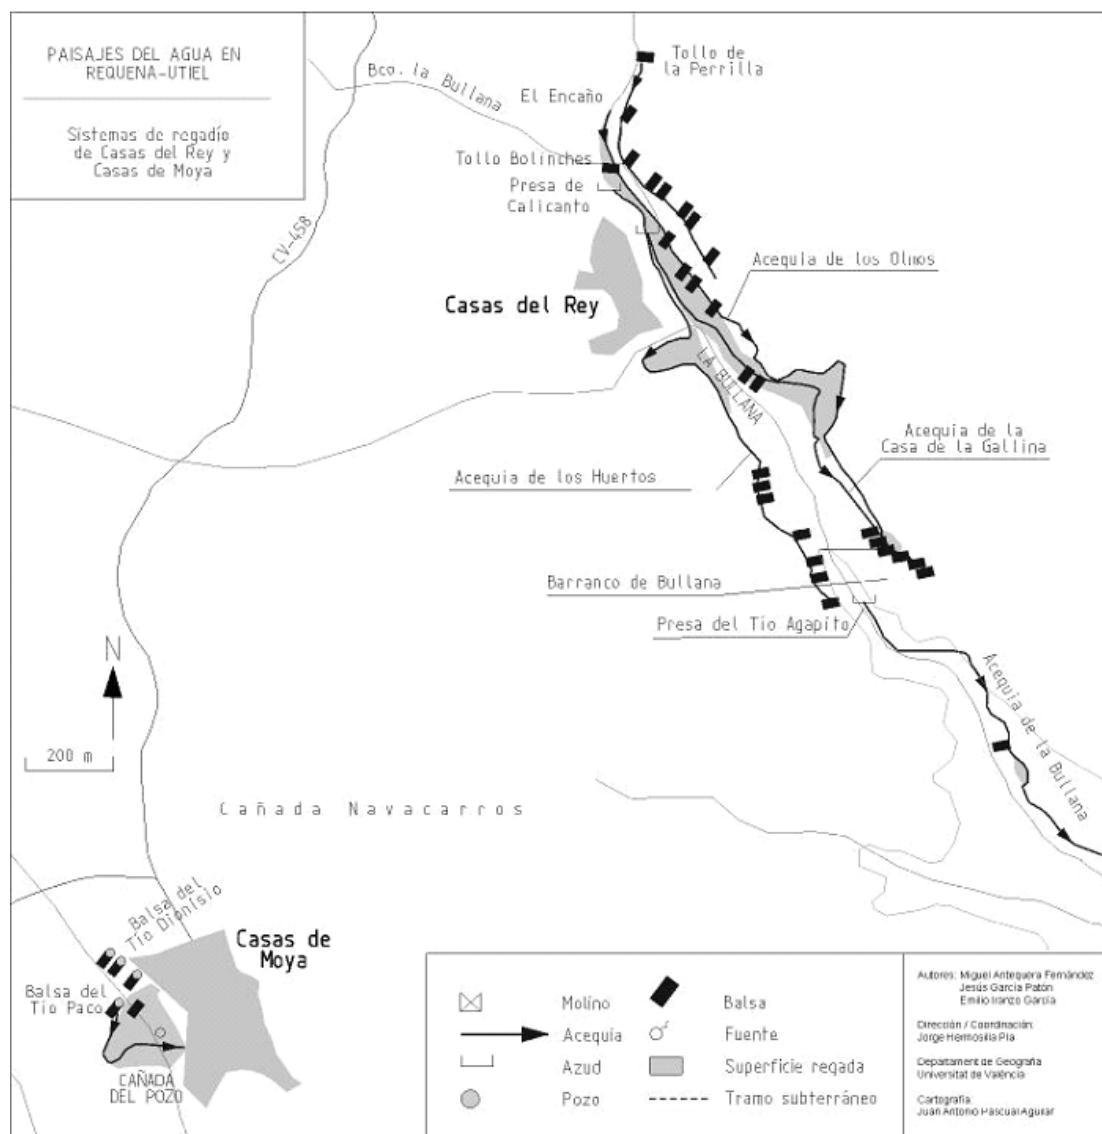 PAISAJES DEL AGUA EN
REQUENA-UTIEL
Sistemas de regadío
de Casas del Rey y
Casas de Moya
Bco. la Bullana
Tollo de
la Perrilla
El Encaño
Tollo Bolinches
Presa de
Calicanto
CV-458
Acequia de los Olmos
Casas del Rey
LA BULLANA
Acequia de la
Casa de la Gallina
Acequia de los Huertos
Barranco de Bullana
Presa del Tío Agapito
N
200 m
Acequia de la Bullana
Cañada Navacarros
Balsa del
Tío Dionisio
Casas de
Moya
Balsa del
Tío Paco
CAÑADA
DEL POZO
Molino
Acequia
Azud
Pozo
Balsa
Fuente
Superficie regada
Tramo subterráneo
Autores: Miguel Antequera Fernández
Jesús García Patón
Emilio Iranzo García
Dirección / Coordinación:
Jorge Hermosilla Pla
Departament de Geografia
Universitat de València
Cartografía:
Juan Antonio Pascual Aguilar